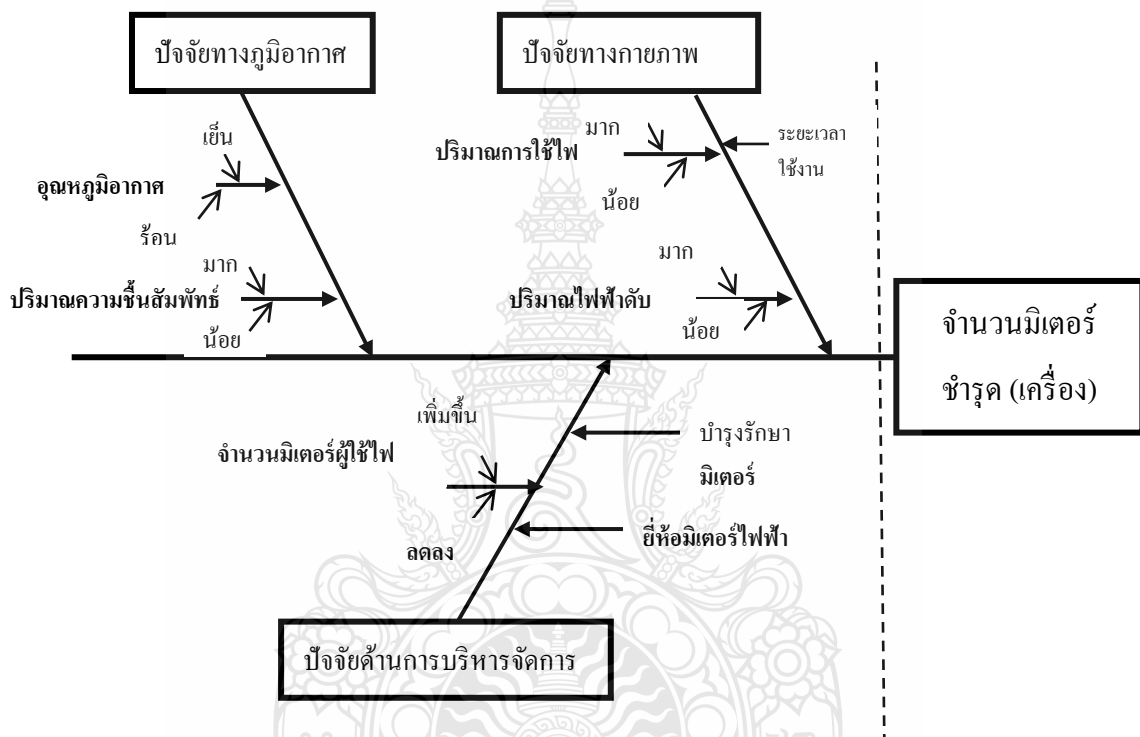 ปัจจัยทางภูมิอากาศ
ปัจจัยทางกายภาพ
เย็น
อุณหภูมิอากาศ
ร้อน
มาก
ปริมาณความชื้นสัมพัทธ์
น้อย
มาก
ปริมาณการใช้ไฟ
น้อย
ระยะเวลา
ใช้งาน
มาก
ปริมาณไฟฟ้าดับ
น้อย
จำนวนมิเตอร์
ชำรุด (เครื่อง)
เพิ่มขึ้น
จำนวนมิเตอร์ผู้ใช้ไฟ
ลดลง
บำรุงรักษา
มิเตอร์
ยี่ห้อมิเตอร์ไฟฟ้า
ปัจจัยด้านการบริหารจัดการ